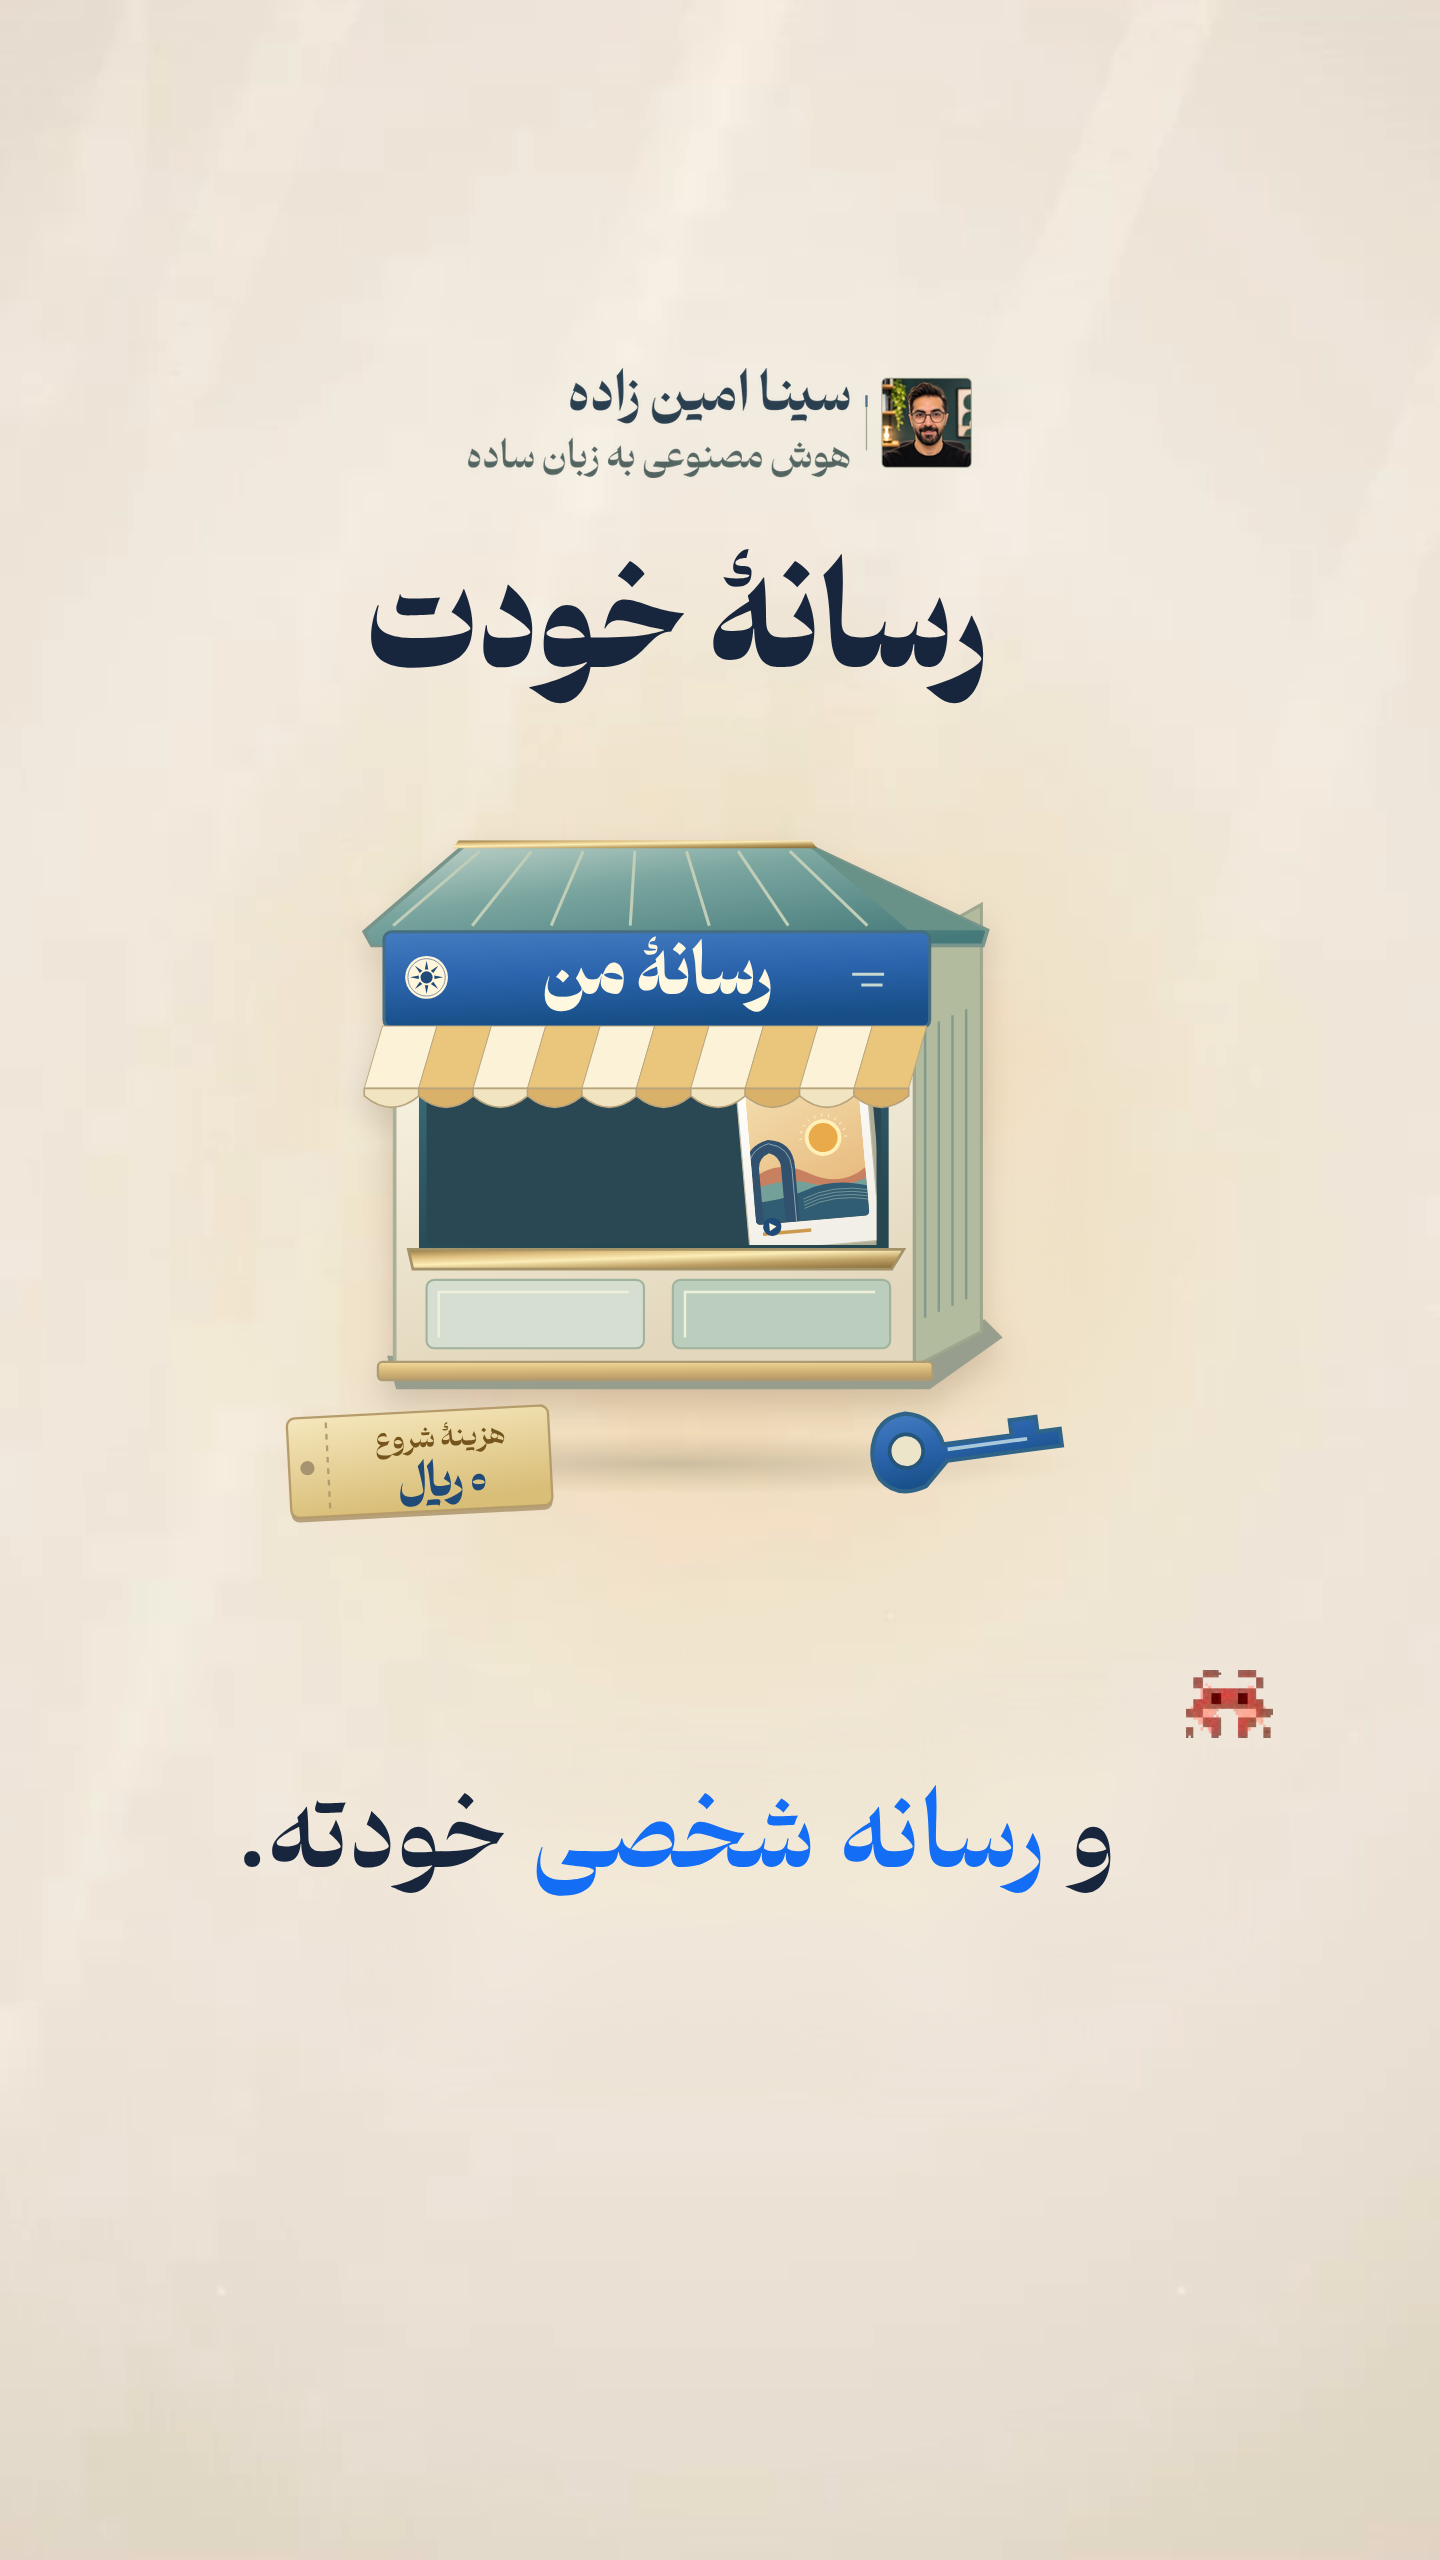 سینا امین زاده
هوش مصنوعی به زبان ساده
رسانهٔ خودت
رسانهٔ من
هزینهٔ شروع
۰ ریال
و رسانه شخصی خودته.